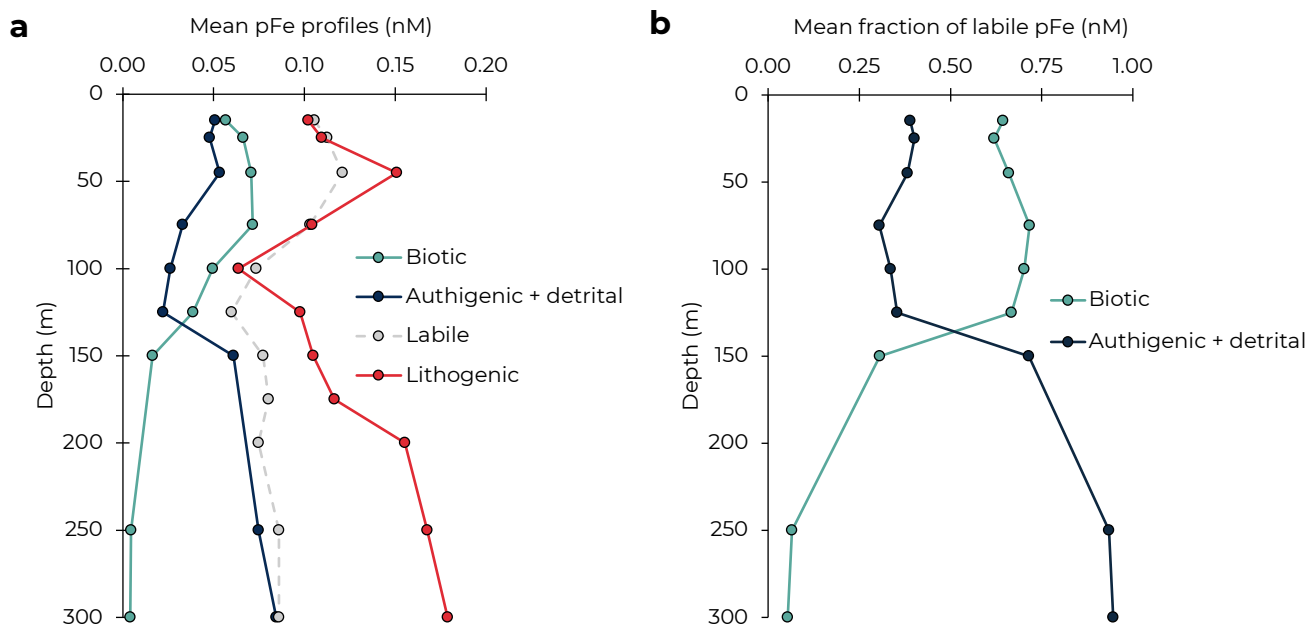 a
Mean pFe profiles (nM)
0.00 0.05 0.10 0.15 0.20
0
50
100
150
200
250
300
Depth (m)
Biotic
Authigenic + detrital
Labile
Lithogenic
b
Mean fraction of labile pFe (nM)
0.00 0.25 0.50 0.75 1.00
0
50
100
150
200
250
300
Depth (m)
Biotic
Authigenic + detrital